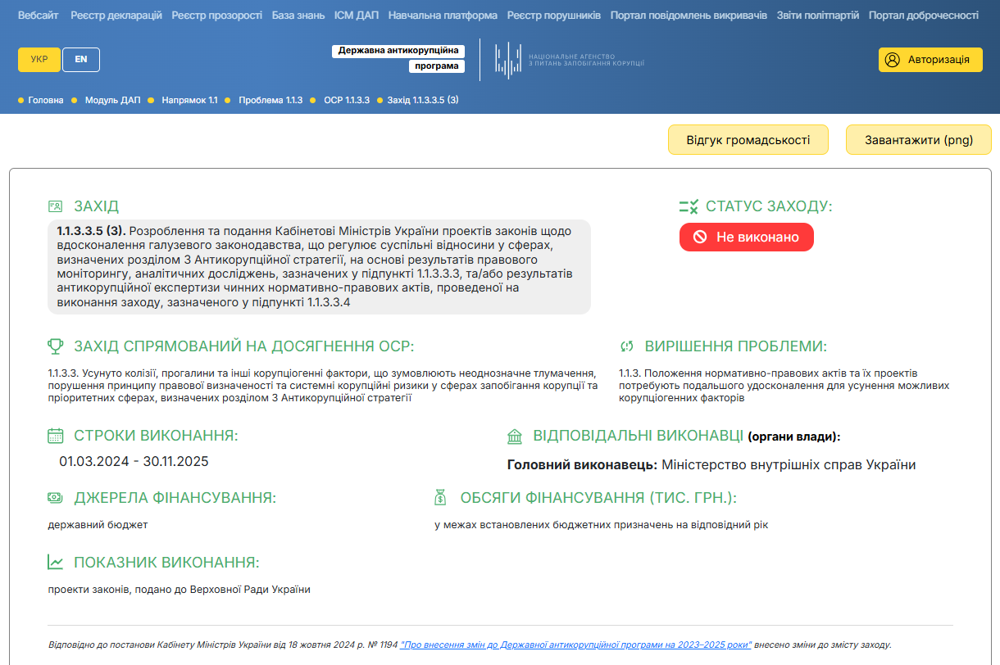 Вебсайт Реєстр декларацій Реєстр прозорості База знань ІСМ ДАП Навчальна платформа Реєстр порушників Портал повідомлень викривачів Звіти політпартій Портал доброчесності
УКР EN
Державна антикорупційна
програма
НАЦІОНАЛЬНЕ АГЕНСТВО
З ПИТАНЬ ЗАПОБІГАННЯ КОРУПЦІЇ
Авторизація
Головна Модуль ДАП Напрямок 1.1 Проблема 1.1.3 ОСР 1.1.3.3 Захід 1.1.3.3.5 (3)
Відгук громадськості Завантажити (png)
ЗАХІД
1.1.3.3.5 (3). Розроблення та подання Кабінетові Міністрів України проектів законів щодо
вдосконалення галузевого законодавства, що регулює суспільні відносини у сферах,
визначених розділом 3 Антикорупційної стратегії, на основі результатів правового
моніторингу, аналітичних досліджень, зазначених у підпункті 1.1.3.3.3, та/або результатів
антикорупційної експертизи чинних нормативно-правових актів, проведеної на
виконання заходу, зазначеного у підпункті 1.1.3.3.4
СТАТУС ЗАХОДУ:
Не виконано
ЗАХІД СПРЯМОВАНИЙ НА ДОСЯГНЕННЯ ОСР:
1.1.3.3. Усунуто колізії, прогалини та інші корупціогенні фактори, що зумовлюють неоднозначне тлумачення,
порушення принципу правової визначеності та системні корупційні ризики у сферах запобігання корупції та
пріоритетних сферах, визначених розділом 3 Антикорупційної стратегії
ВИРІШЕННЯ ПРОБЛЕМИ:
1.1.3. Положення нормативно-правових актів та їх проектів
потребують подальшого удосконалення для усунення можливих
корупціогенних факторів
СТРОКИ ВИКОНАННЯ:
01.03.2024 - 30.11.2025
ВІДПОВІДАЛЬНІ ВИКОНАВЦІ (органи влади):
Головний виконавець: Міністерство внутрішніх справ України
ДЖЕРЕЛА ФІНАНСУВАННЯ:
державний бюджет
ОБСЯГИ ФІНАНСУВАННЯ (ТИС. ГРН.):
у межах встановлених бюджетних призначень на відповідний рік
ПОКАЗНИК ВИКОНАННЯ:
проекти законів, подано до Верховної Ради України
Відповідно до постанови Кабінету Міністрів України від 18 жовтня 2024 р. № 1194 "Про внесення змін до Державної антикорупційної програми на 2023–2025 роки" внесено зміни до змісту заходу.